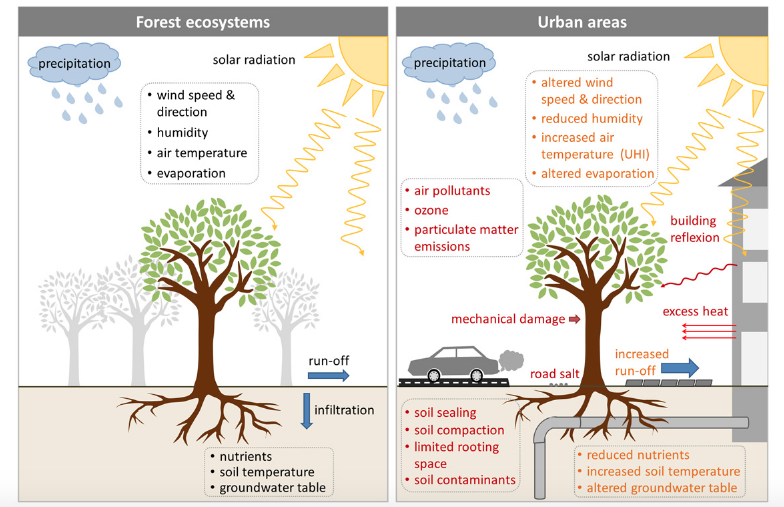 Forest ecosystems
precipitation
solar radiation
• wind speed &
direction
• humidity
• air temperature
• evaporation
run-off
infiltration
• nutrients
• soil temperature
• groundwater table
Urban areas
precipitation
solar radiation
• altered wind
speed & direction
• reduced humidity
• increased air
temperature (UHI)
• altered evaporation
• air pollutants
• ozone
• particulate matter
emissions
building
reflexion
mechanical damage
excess heat
increased
run-off
road salt
• soil sealing
• soil compaction
• limited rooting
space
• soil contaminants
• reduced nutrients
• increased soil temperature
• altered groundwater table